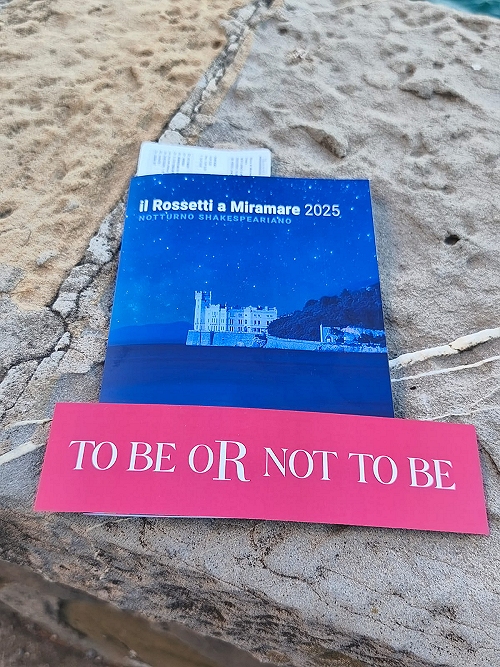 il Rossetti a Miramare 2025
NOTTURNO SHAKESPEARIANO
TO BE OR NOT TO BE